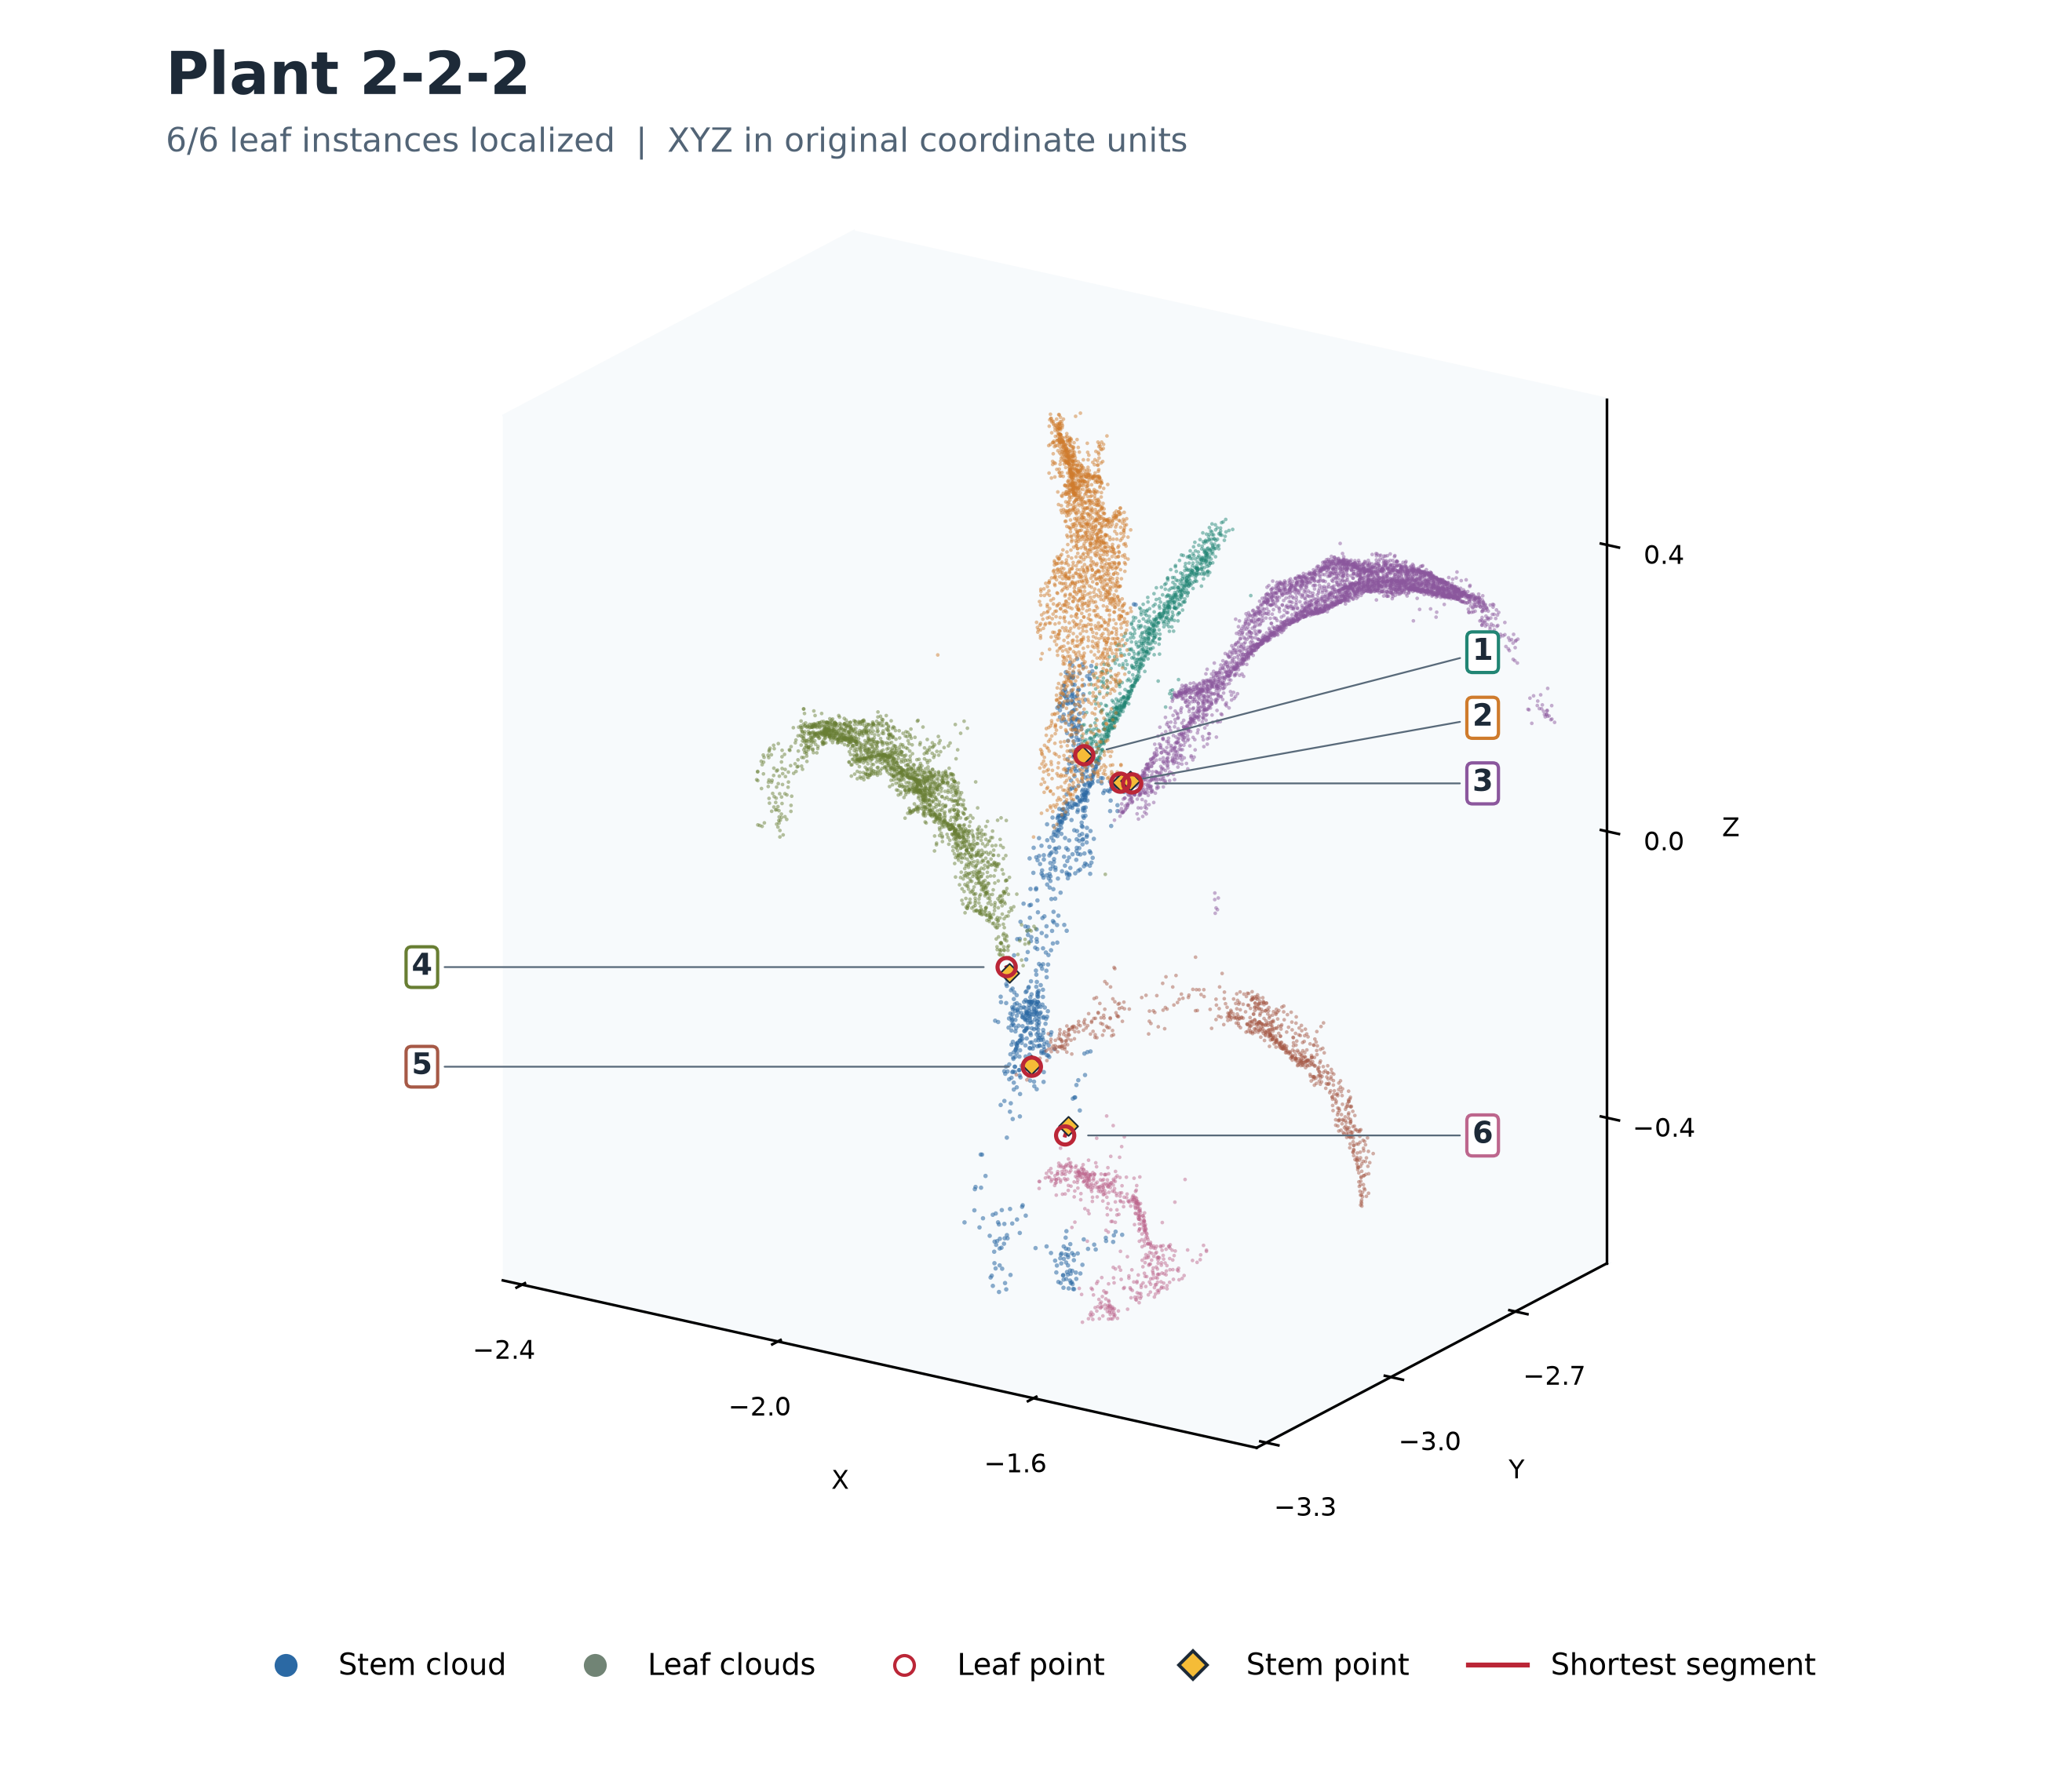 Plant 2-2-2
6/6 leaf instances localized | XYZ in original coordinate units
0.4
1
2
3
Z
0.0
4
5
6
−0.4
−2.4
−2.0
−1.6
X
−2.7
−3.0
Y
−3.3
Stem cloud
Leaf clouds
Leaf point
Stem point
Shortest segment